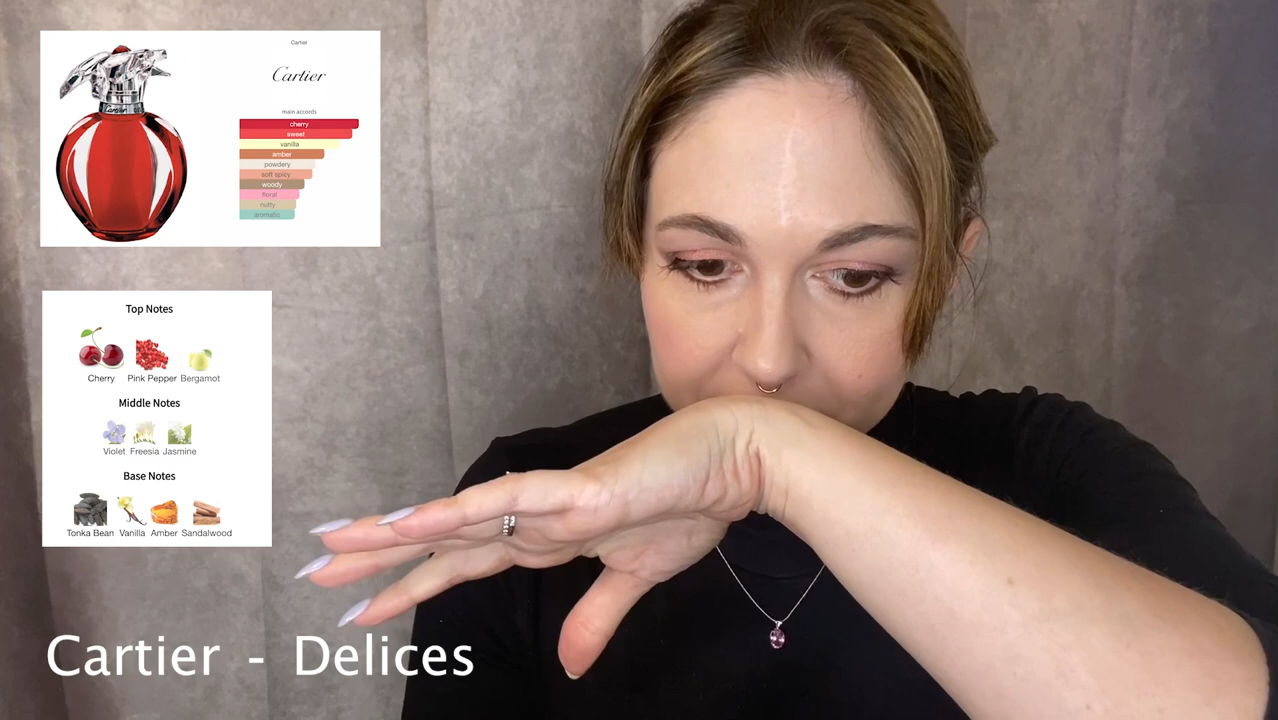 Cartier
Cartier
main accords
cherry
sweet
vanilla
amber
powdery
soft spicy
woody
floral
nutty
aromatic
Top Notes
Cherry Pink Pepper Bergamot
Middle Notes
Violet Freesia Jasmine
Base Notes
Tonka Bean Vanilla Amber Sandalwood
Cartier - Delices